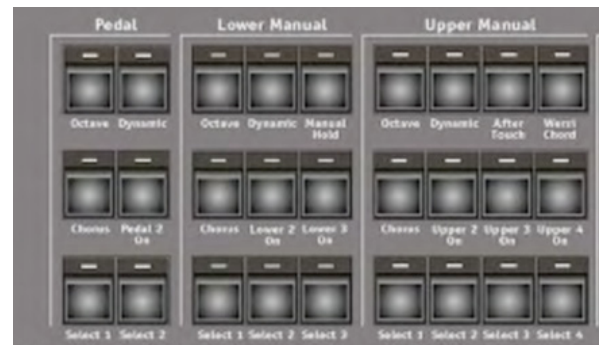 Pedal Lower Manual Upper Manual
Octave Dynamic Octave Dynamic Manual Hold Octave Dynamic After Touch Wersi Chord
Chorus Pedal 2 On Chorus Lower 2 On Lower 3 On Chorus Upper 2 On Upper 3 On Upper 4 On
Select 1 Select 2 Select 1 Select 2 Select 3 Select 1 Select 2 Select 3 Select 4